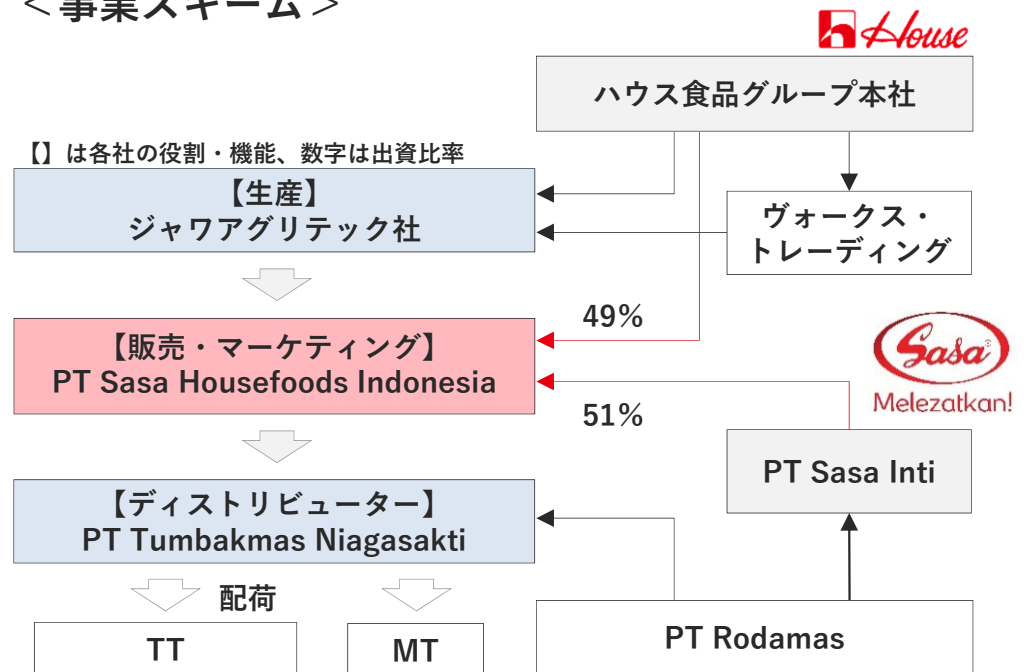 ＜事業スキーム＞
House
ハウス食品グループ本社
【】は各社の役割・機能、数字は出資比率
【生産】
ジャワアグリテック社
ヴォークス・
トレーディング
49%
【販売・マーケティング】
PT Sasa Housefoods Indonesia
Sasa
Melezatkan!
51%
PT Sasa Inti
【ディストリビューター】
PT Tumbakmas Niagasakti
配荷
TT
MT
PT Rodamas